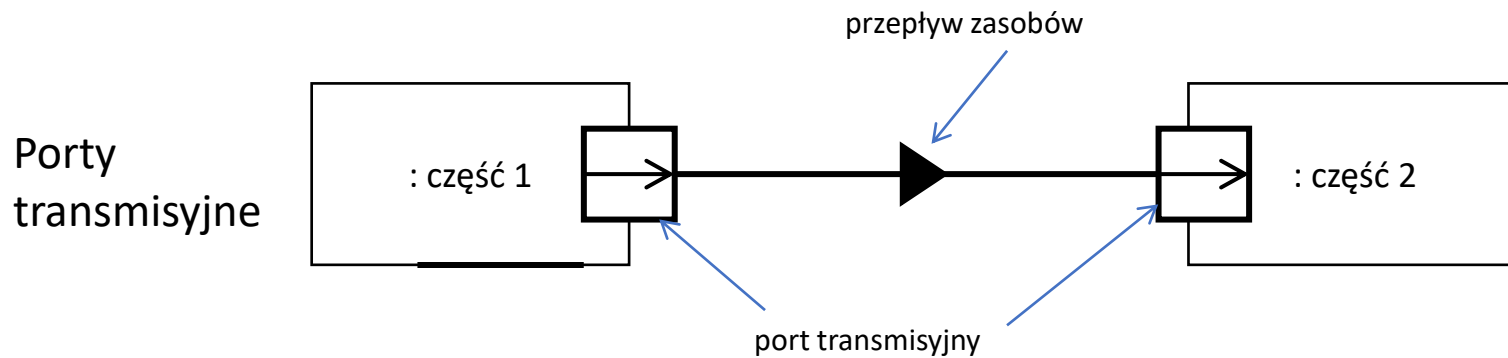 przepływ zasobów
Porty
transmisyjne
: część 1
: część 2
port transmisyjny